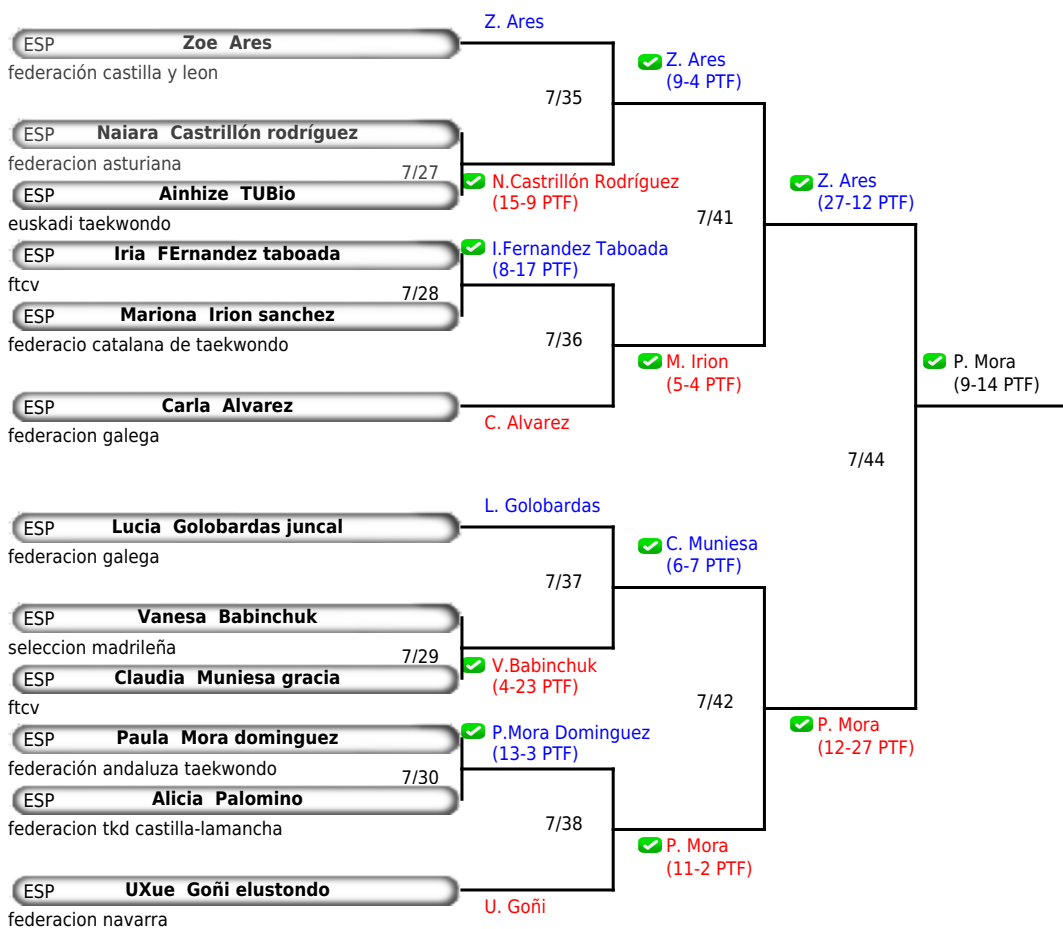 Z. Ares
ESP Zoe Ares
federación castilla y leon
Z. Ares
(9-4 PTF)
7/35
ESP Naiara Castrillón rodríguez
federacion asturiana
7/27
N.Castrillón Rodríguez
(15-9 PTF)
ESP Ainhize TUBio
euskadi taekwondo
Z. Ares
(27-12 PTF)
7/41
ESP Iria FErnandez taboada
ftcv
I.Fernandez Taboada
(8-17 PTF)
7/28
ESP Mariona Irion sanchez
federacio catalana de taekwondo
7/36
M. Irion
(5-4 PTF)
P. Mora
(9-14 PTF)
ESP Carla Alvarez
federacion galega
C. Alvarez
7/44
L. Golobardas
ESP Lucia Golobardas juncal
federacion galega
C. Muniesa
(6-7 PTF)
7/37
ESP Vanesa Babinchuk
seleccion madrileña
7/29
V.Babinchuk
(4-23 PTF)
ESP Claudia Muniesa gracia
ftcv
7/42
P. Mora
(12-27 PTF)
ESP Paula Mora dominguez
federación andaluza taekwondo
P.Mora Dominguez
(13-3 PTF)
7/30
ESP Alicia Palomino
federacion tkd castilla-lamancha
7/38
P. Mora
(11-2 PTF)
ESP UXue Goñi elustondo
federacion navarra
U. Goñi